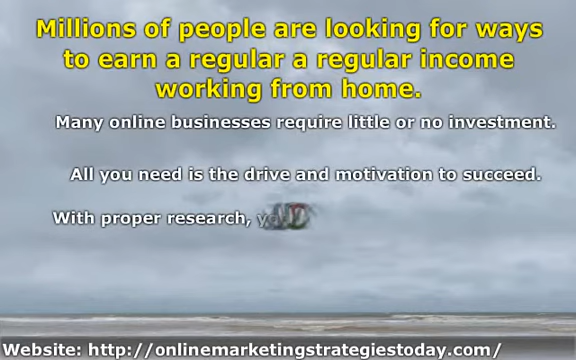 Millions of people are looking for ways
to earn a regular a regular income
working from home.
Many online businesses require little or no investment.
All you need is the drive and motivation to succeed.
With proper research,
Website: http://onlinemarketingstrategiestoday.com/